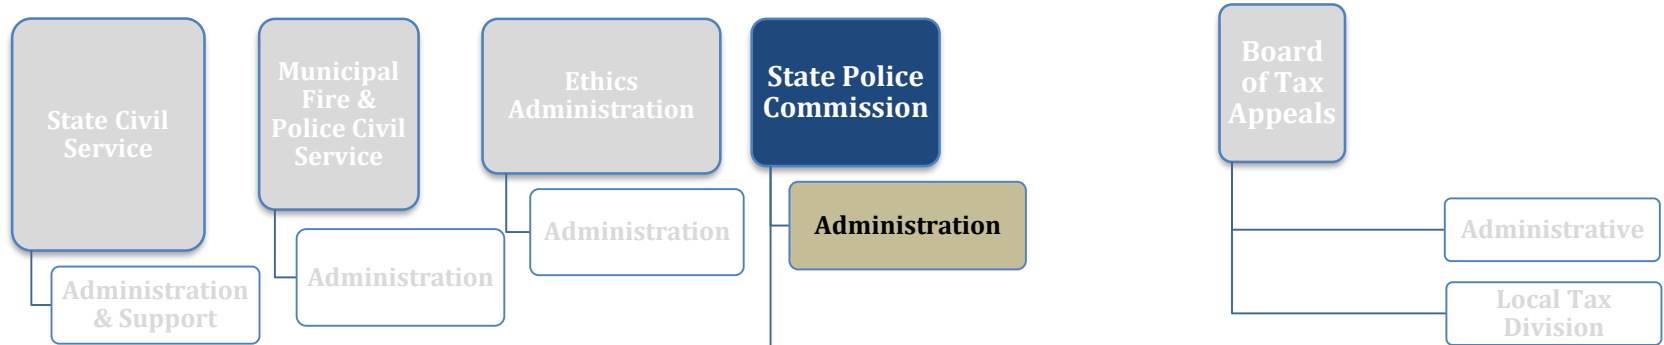 State Civil
Service
Administration
& Support
Municipal
Fire &
Police Civil
Service
Administration
Ethics
Administration
Administration
State Police
Commission
Administration
Board
of Tax
Appeals
Administrative
Local Tax
Division